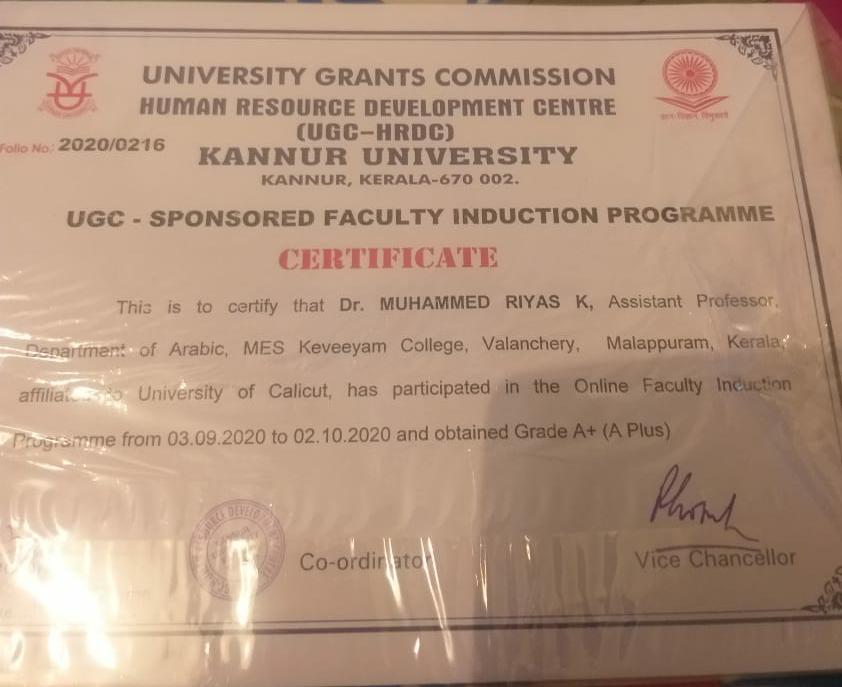 UNIVERSITY GRANTS COMMISSION
HUMAN RESOURCE DEVELOPMENT CENTRE
(UGC-HRDC)
Folio No: 2020/0216
KANNUR UNIVERSITY
KANNUR, KERALA-670 002.
UGC - SPONSORED FACULTY INDUCTION PROGRAMME
CERTIFICATE
This is to certify that Dr. MUHAMMED RIYAS K, Assistant Professor,
Department of Arabic, MES Keveeyam College, Valanchery, Malappuram, Kerala,
to University of Calicut, has participated in the Online Faculty Induction
Programme from 03.09.2020 to 02.10.2020 and obtained Grade A+ (A Plus)
Co-ordinator
Vice Chancellor